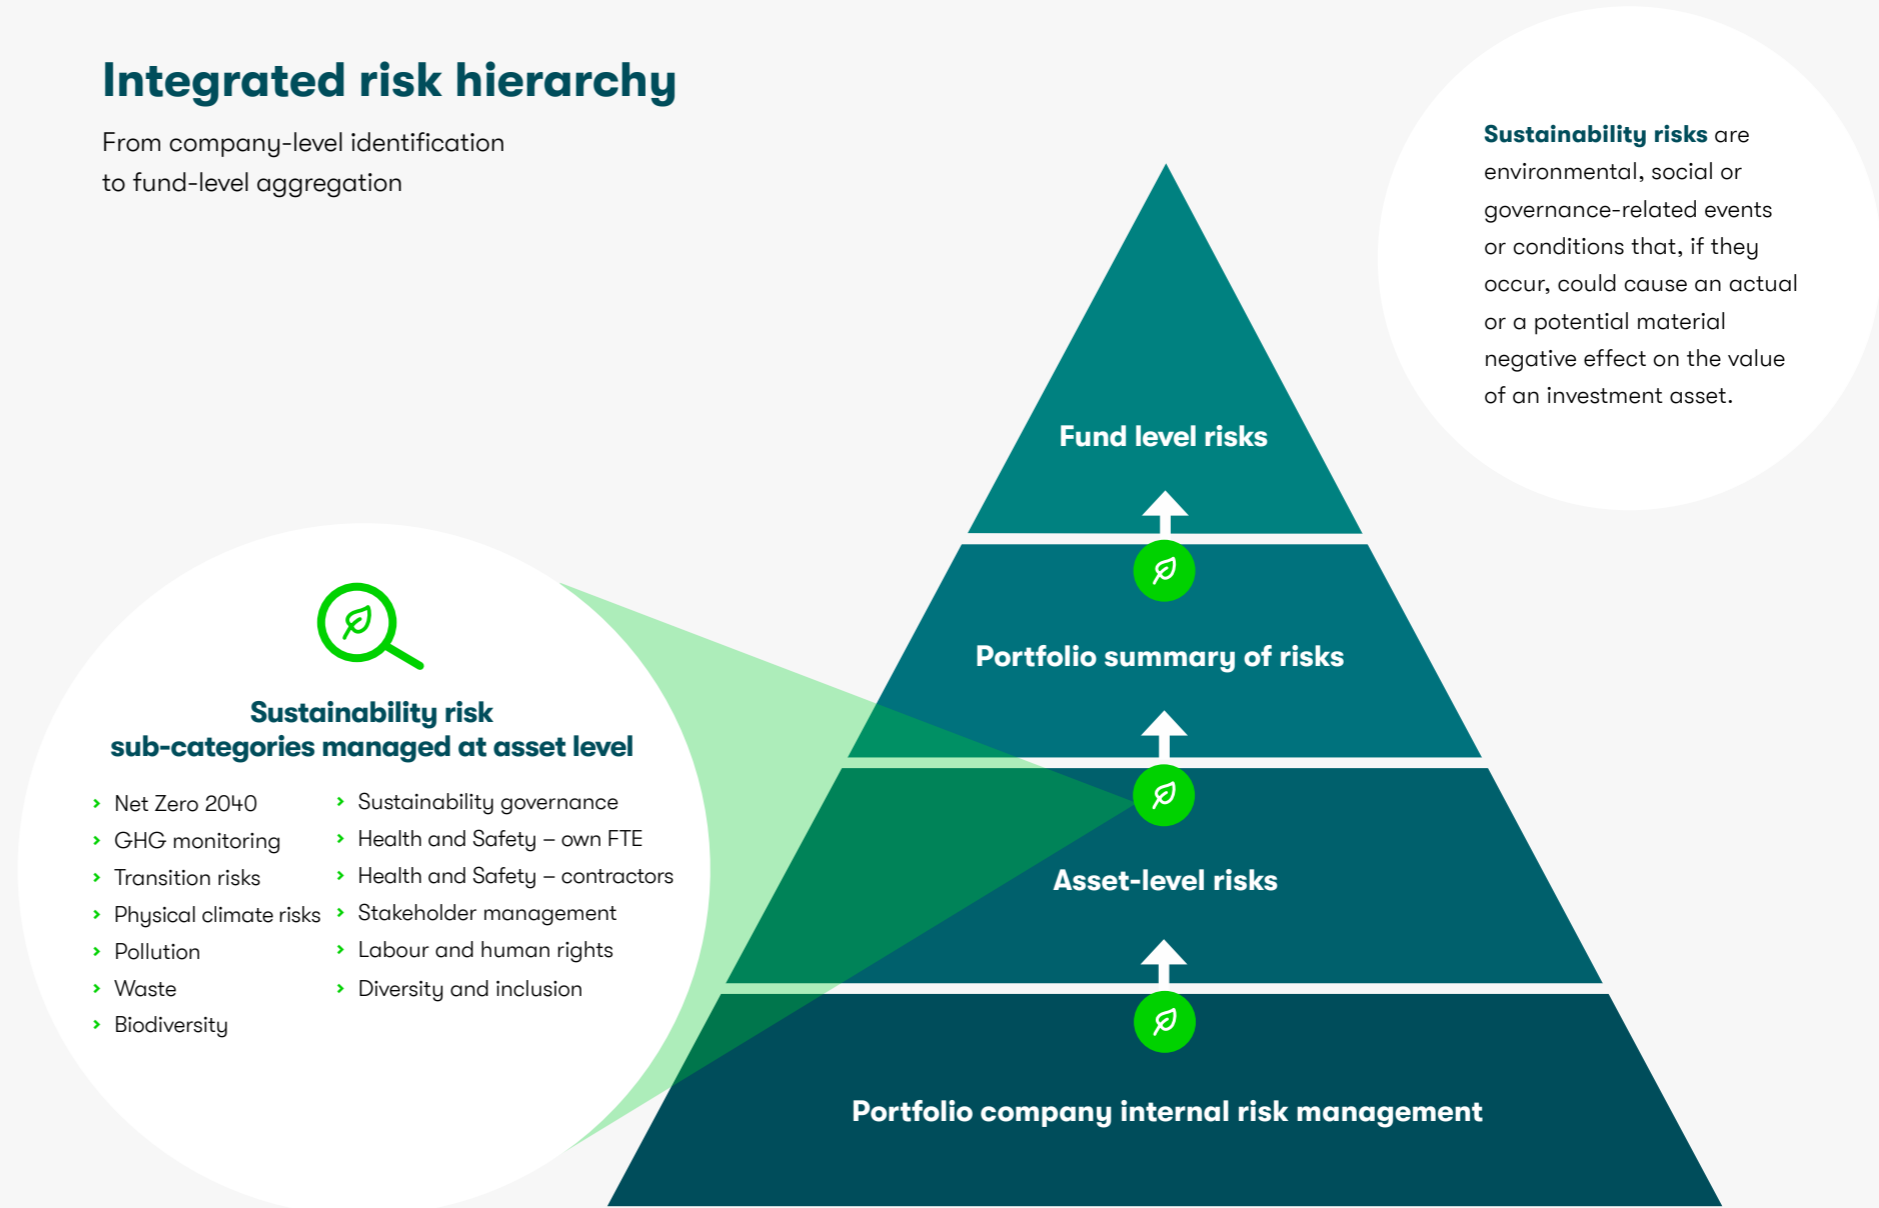 Integrated risk hierarchy
From company-level identification
to fund-level aggregation
Sustainability risks are
environmental, social or
governance-related events
or conditions that, if they
occur, could cause an actual
or a potential material
negative effect on the value
of an investment asset.
Fund level risks
Portfolio summary of risks
Asset-level risks
Portfolio company internal risk management
Sustainability risk
sub-categories managed at asset level
› Net Zero 2040
› GHG monitoring
› Transition risks
› Physical climate risks
› Pollution
› Waste
› Biodiversity
› Sustainability governance
› Health and Safety – own FTE
› Health and Safety – contractors
› Stakeholder management
› Labour and human rights
› Diversity and inclusion